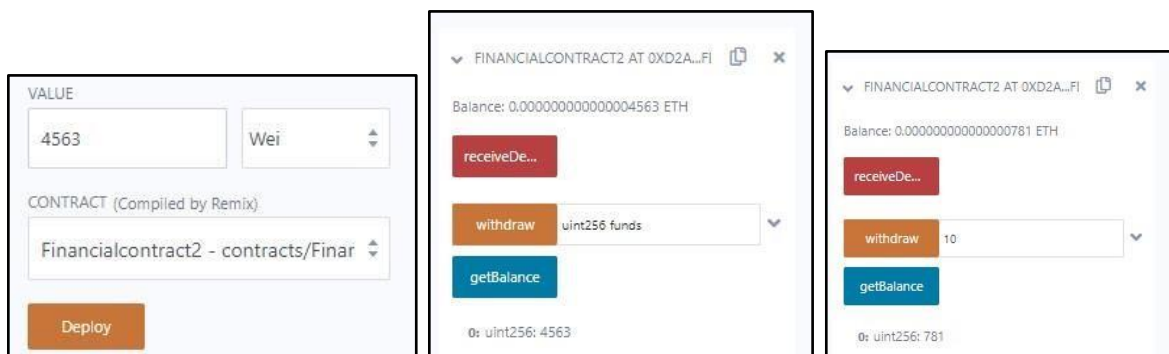 VALUE
4563
Wei
CONTRACT (Compiled by Remix)
Financialcontract2 - contracts/Finar
Deploy
FINANCIALCONTRACT2 AT 0XD2A...FI
Balance: 0.000000000000004563 ETH
receiveDe...
withdraw
uint256 funds
getBalance
0: uint256: 4563
FINANCIALCONTRACT2 AT 0XD2A...FI
Balance: 0.000000000000000781 ETH
receiveDe...
withdraw
10
getBalance
0: uint256: 781